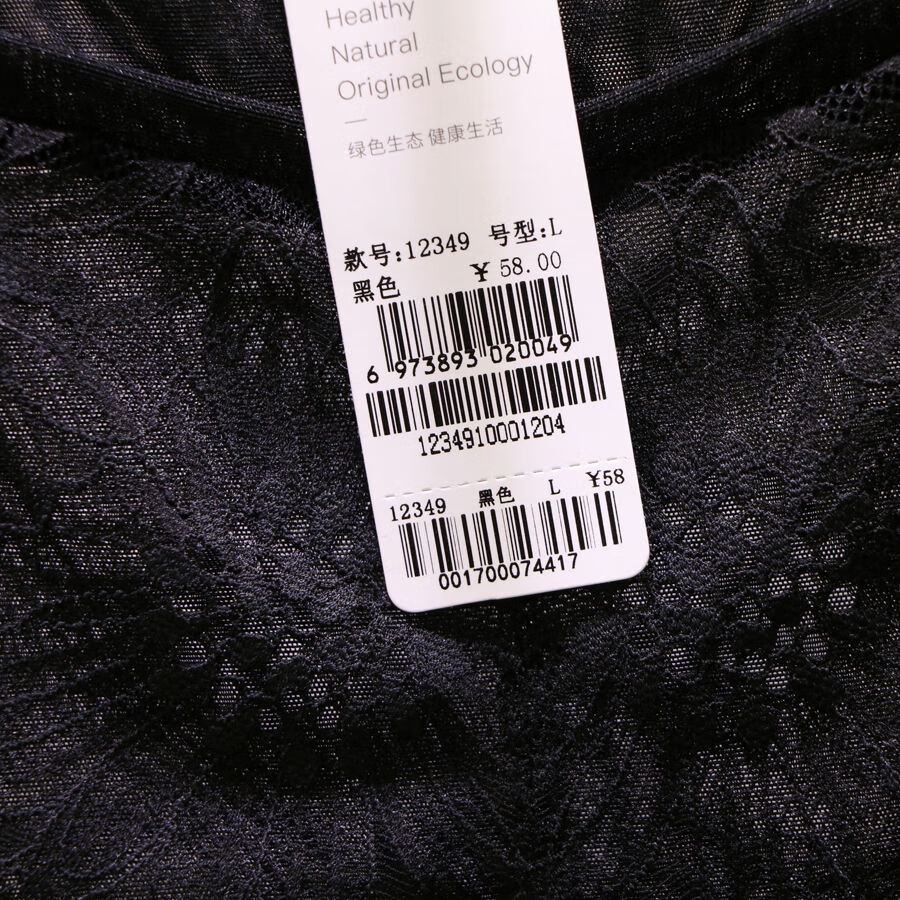 Healthy
Natural
Original Ecology
绿色生态 健康生活
款号:12349 号型:L
黑色 ¥ 58.00
6 973893 020049
1234910001204
12349 黑色 L ¥58
001700074417